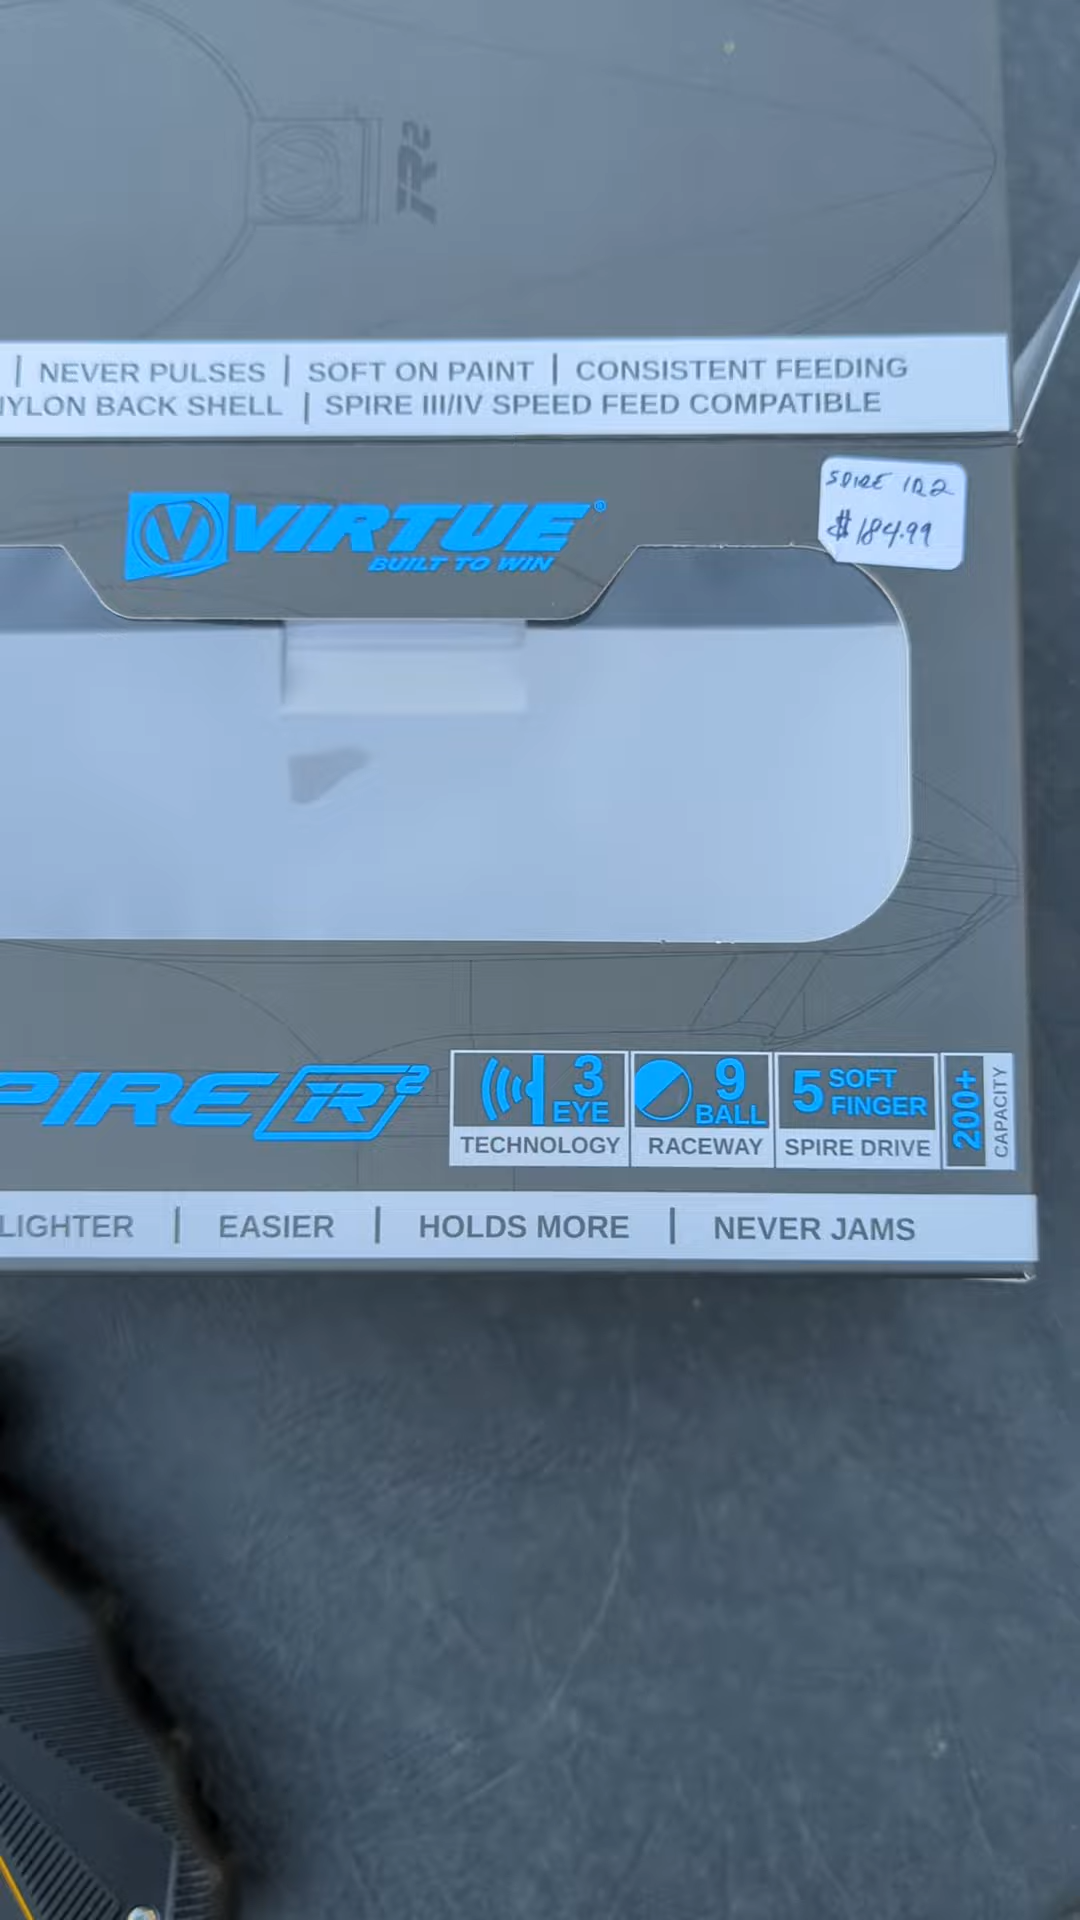 R2
NEVER PULSES | SOFT ON PAINT | CONSISTENT FEEDING
NYLON BACK SHELL | SPIRE III/IV SPEED FEED COMPATIBLE
VIRTUE®
BUILT TO WIN
SPIRE IR2
$184.99
PIRE IR2
3 EYE
TECHNOLOGY
9 BALL
RACEWAY
5 SOFT FINGER
SPIRE DRIVE
200+
CAPACITY
LIGHTER | EASIER | HOLDS MORE | NEVER JAMS